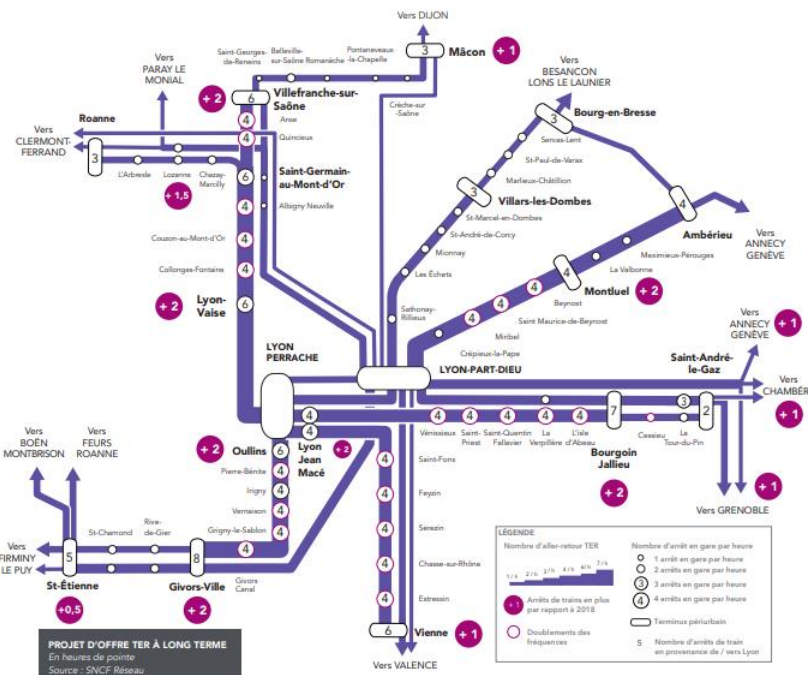 Vers DIJON
Saint-Georges-
de-Reneins
Belleville-
sur-Saône
Romanèche
Pontaneveaux
-la-Chapelle
3
Mâcon
+ 1
Vers
PARAY LE
MONIAL
+ 2
6
Villefranche-sur-
Saône
Crèche-sur
-Saône
Vers
BESANCON
LONS LE LAUNIER
3
Bourg-en-Bresse
Roanne
4
Anse
4
Quincieux
Vers
CLERMONT-
FERRAND
3
L'Arbresle
Lozanne
Chazay-
Marcilly
+ 1,5
6
Saint-Germain
au-Mont-d'Or
4
Albigny Neuville
Servas-Lent
St-Paul-de-Varax
Marlieux-Châtillion
3
Villars-les-Dombes
St-Marcel-en-Dombes
St-André-de-Corcy
Mionnay
Les Échets
Sathonay-
Rillieux
4
Ambérieu
Vers
ANNECY
GENÈVE
Couzon-au-Mont-d'Or
4
Collonges-Fontaine
4
+ 2
Lyon-
Vaise
6
Meximieux-Pérouges
La Valbonne
4
Montluel
+ 2
4
Beynost
4
Saint Maurice-de-Beynost
4
Miribel
Crépieux-la-Pape
LYON
PERRACHE
LYON-PART-DIEU
Saint-André-
le-Gaz
Vers
ANNECY
GENÈVE
+ 1
Vers
CHAMBÉR
+ 1
3
2
7
4
4
4
4
4
4
4
Vénissieux
Saint-
Priest
Saint-Quentin
Fallavier
La
Verpillère
L'isle
d'Abeau
Bourgoin
Jallieu
+ 2
Cessieu
La
Tour-du-Pin
+ 1
Vers GRENOBLE
+ 2
Oullins
6
Lyon
Jean
Macé
+ 2
Pierre-Bénite
4
Irigny
4
Vernaison
4
Grigny-le-Sablon
4
4
Givors
Canal
4
Saint-Fons
4
Feyzin
4
Serezin
4
Chasse-sur-Rhône
4
Estressin
6
Vienne
+ 1
Vers VALENCE
Vers
BOËN
MONTBRISON
Vers
FEURS
ROANNE
St-Chamond
Rive-
de-Gier
Vers
FIRMINY
LE PUY
5
St-Étienne
+0,5
8
Givors-Ville
+ 2
LÉGENDE
Nombre d'aller-retour TER
1 / h
2 / h
3 / h
4 / h
6 / h
7 / h
+ 1
Arrêts de trains en plus
par rapport à 2018
Doublements des
fréquences
Nombre d'arrêt en gare par heure
1 arrêt en gare par heure
2 arrêts en gare par heure
3
3 arrêts en gare par heure
4
4 arrêts en gare par heure
Terminus périurbain
5
Nombre d'arrêts de train
en provenance de / vers Lyon
PROJET D'OFFRE TER À LONG TERME
En heures de pointe
Source : SNCF Réseau